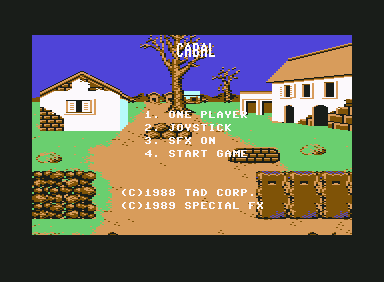 CABAL
1. ONE PLAYER
2. JOYSTICK
3. SFX ON
4. START GAME
(C)1988 TAD CORP.
(C)1989 SPECIAL FX